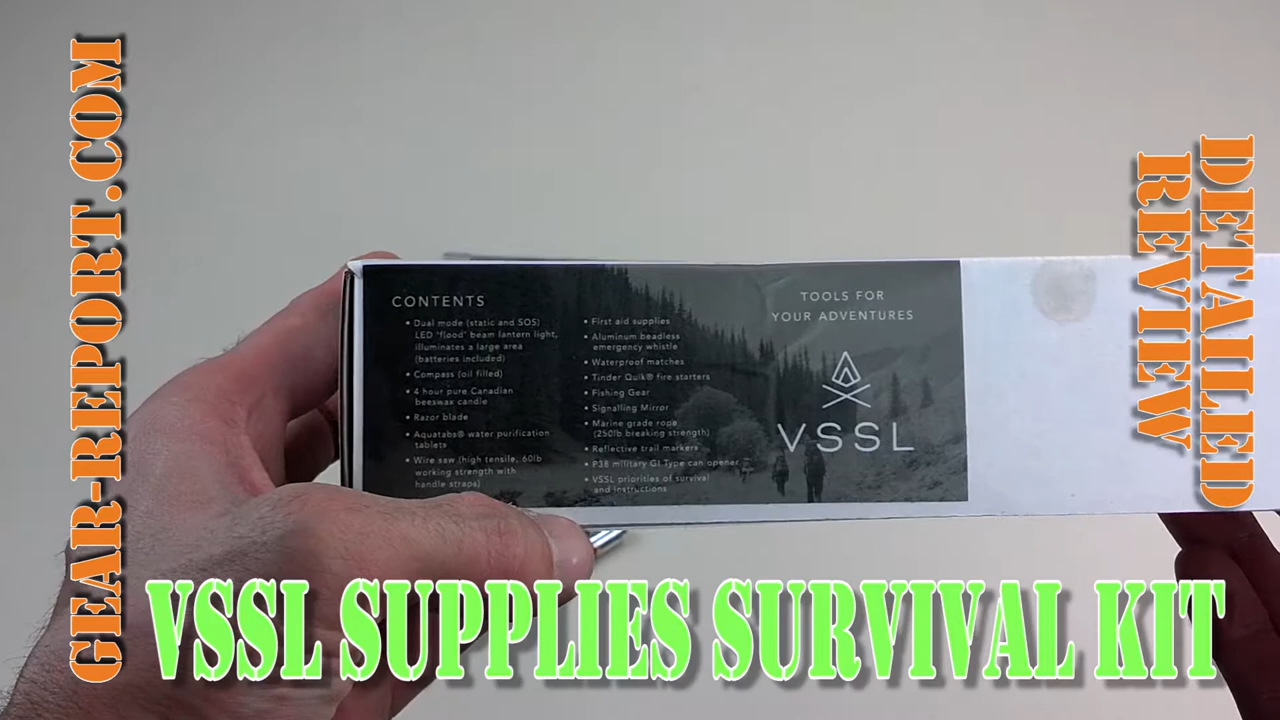 GEAR-REPORT.COM
CONTENTS
• Dual mode (static and SOS)
LED "flood" beam lantern light,
illuminates a large area
(batteries included)
• Compass (oil filled)
• 4 hour pure Canadian
beeswax candle
• Razor blade
• Aquatabs® water purification
tablets
• Wire saw (high tensile, 60lb
working strength with
handle straps)
• First aid supplies
• Aluminum beadless
emergency whistle
• Waterproof matches
• Tinder Quik® fire starters
• Fishing Gear
• Signalling Mirror
• Marine grade rope
(250lb breaking strength)
• Reflective trail markers
• P38 military GI Type can opener
• VSSL priorities of survival
and instructions
TOOLS FOR
YOUR ADVENTURES
VSSL
DETAILED
REVIEW
VSSL SUPPLIES SURVIVAL KIT